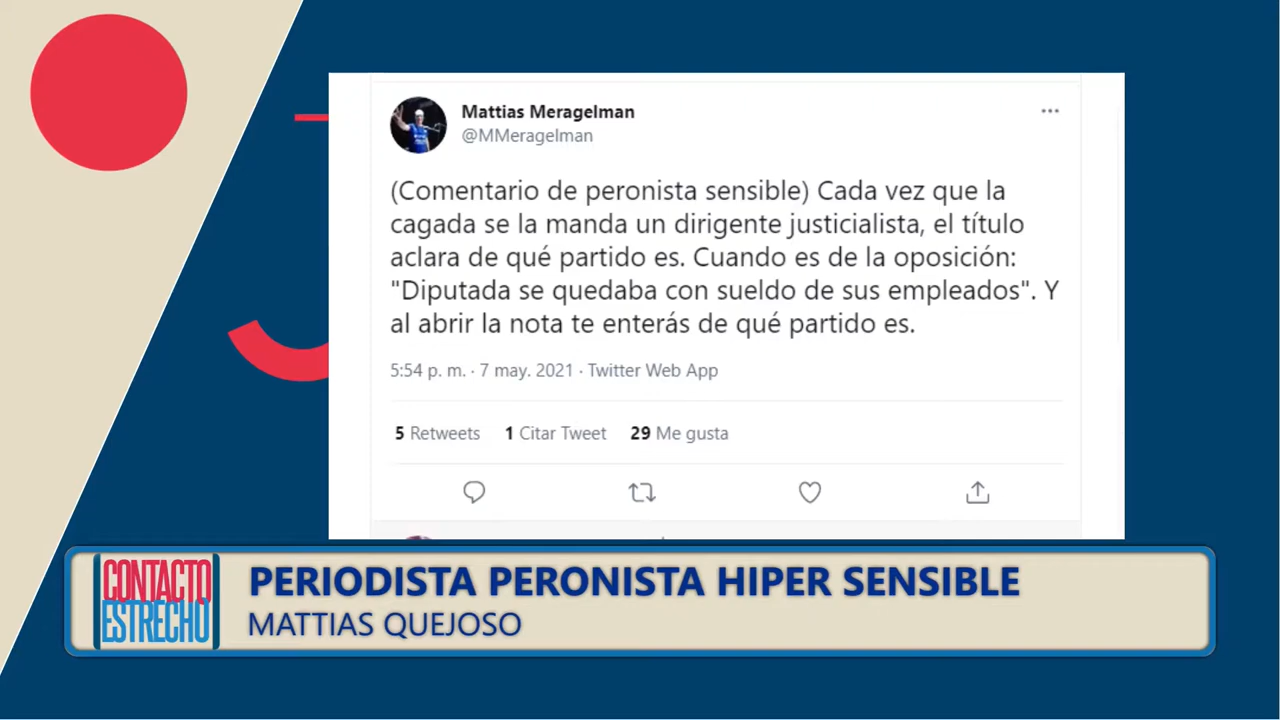 Mattias Meragelman
@MMeragelman
(Comentario de peronista sensible) Cada vez que la
cagada se la manda un dirigente justicialista, el título
aclara de qué partido es. Cuando es de la oposición:
"Diputada se quedaba con sueldo de sus empleados". Y
al abrir la nota te enterás de qué partido es.
5:54 p. m. · 7 may. 2021 · Twitter Web App
5 Retweets 1 Citar Tweet 29 Me gusta
CONTACTO
ESTRECHO
PERIODISTA PERONISTA HIPER SENSIBLE
MATTIAS QUEJOSO